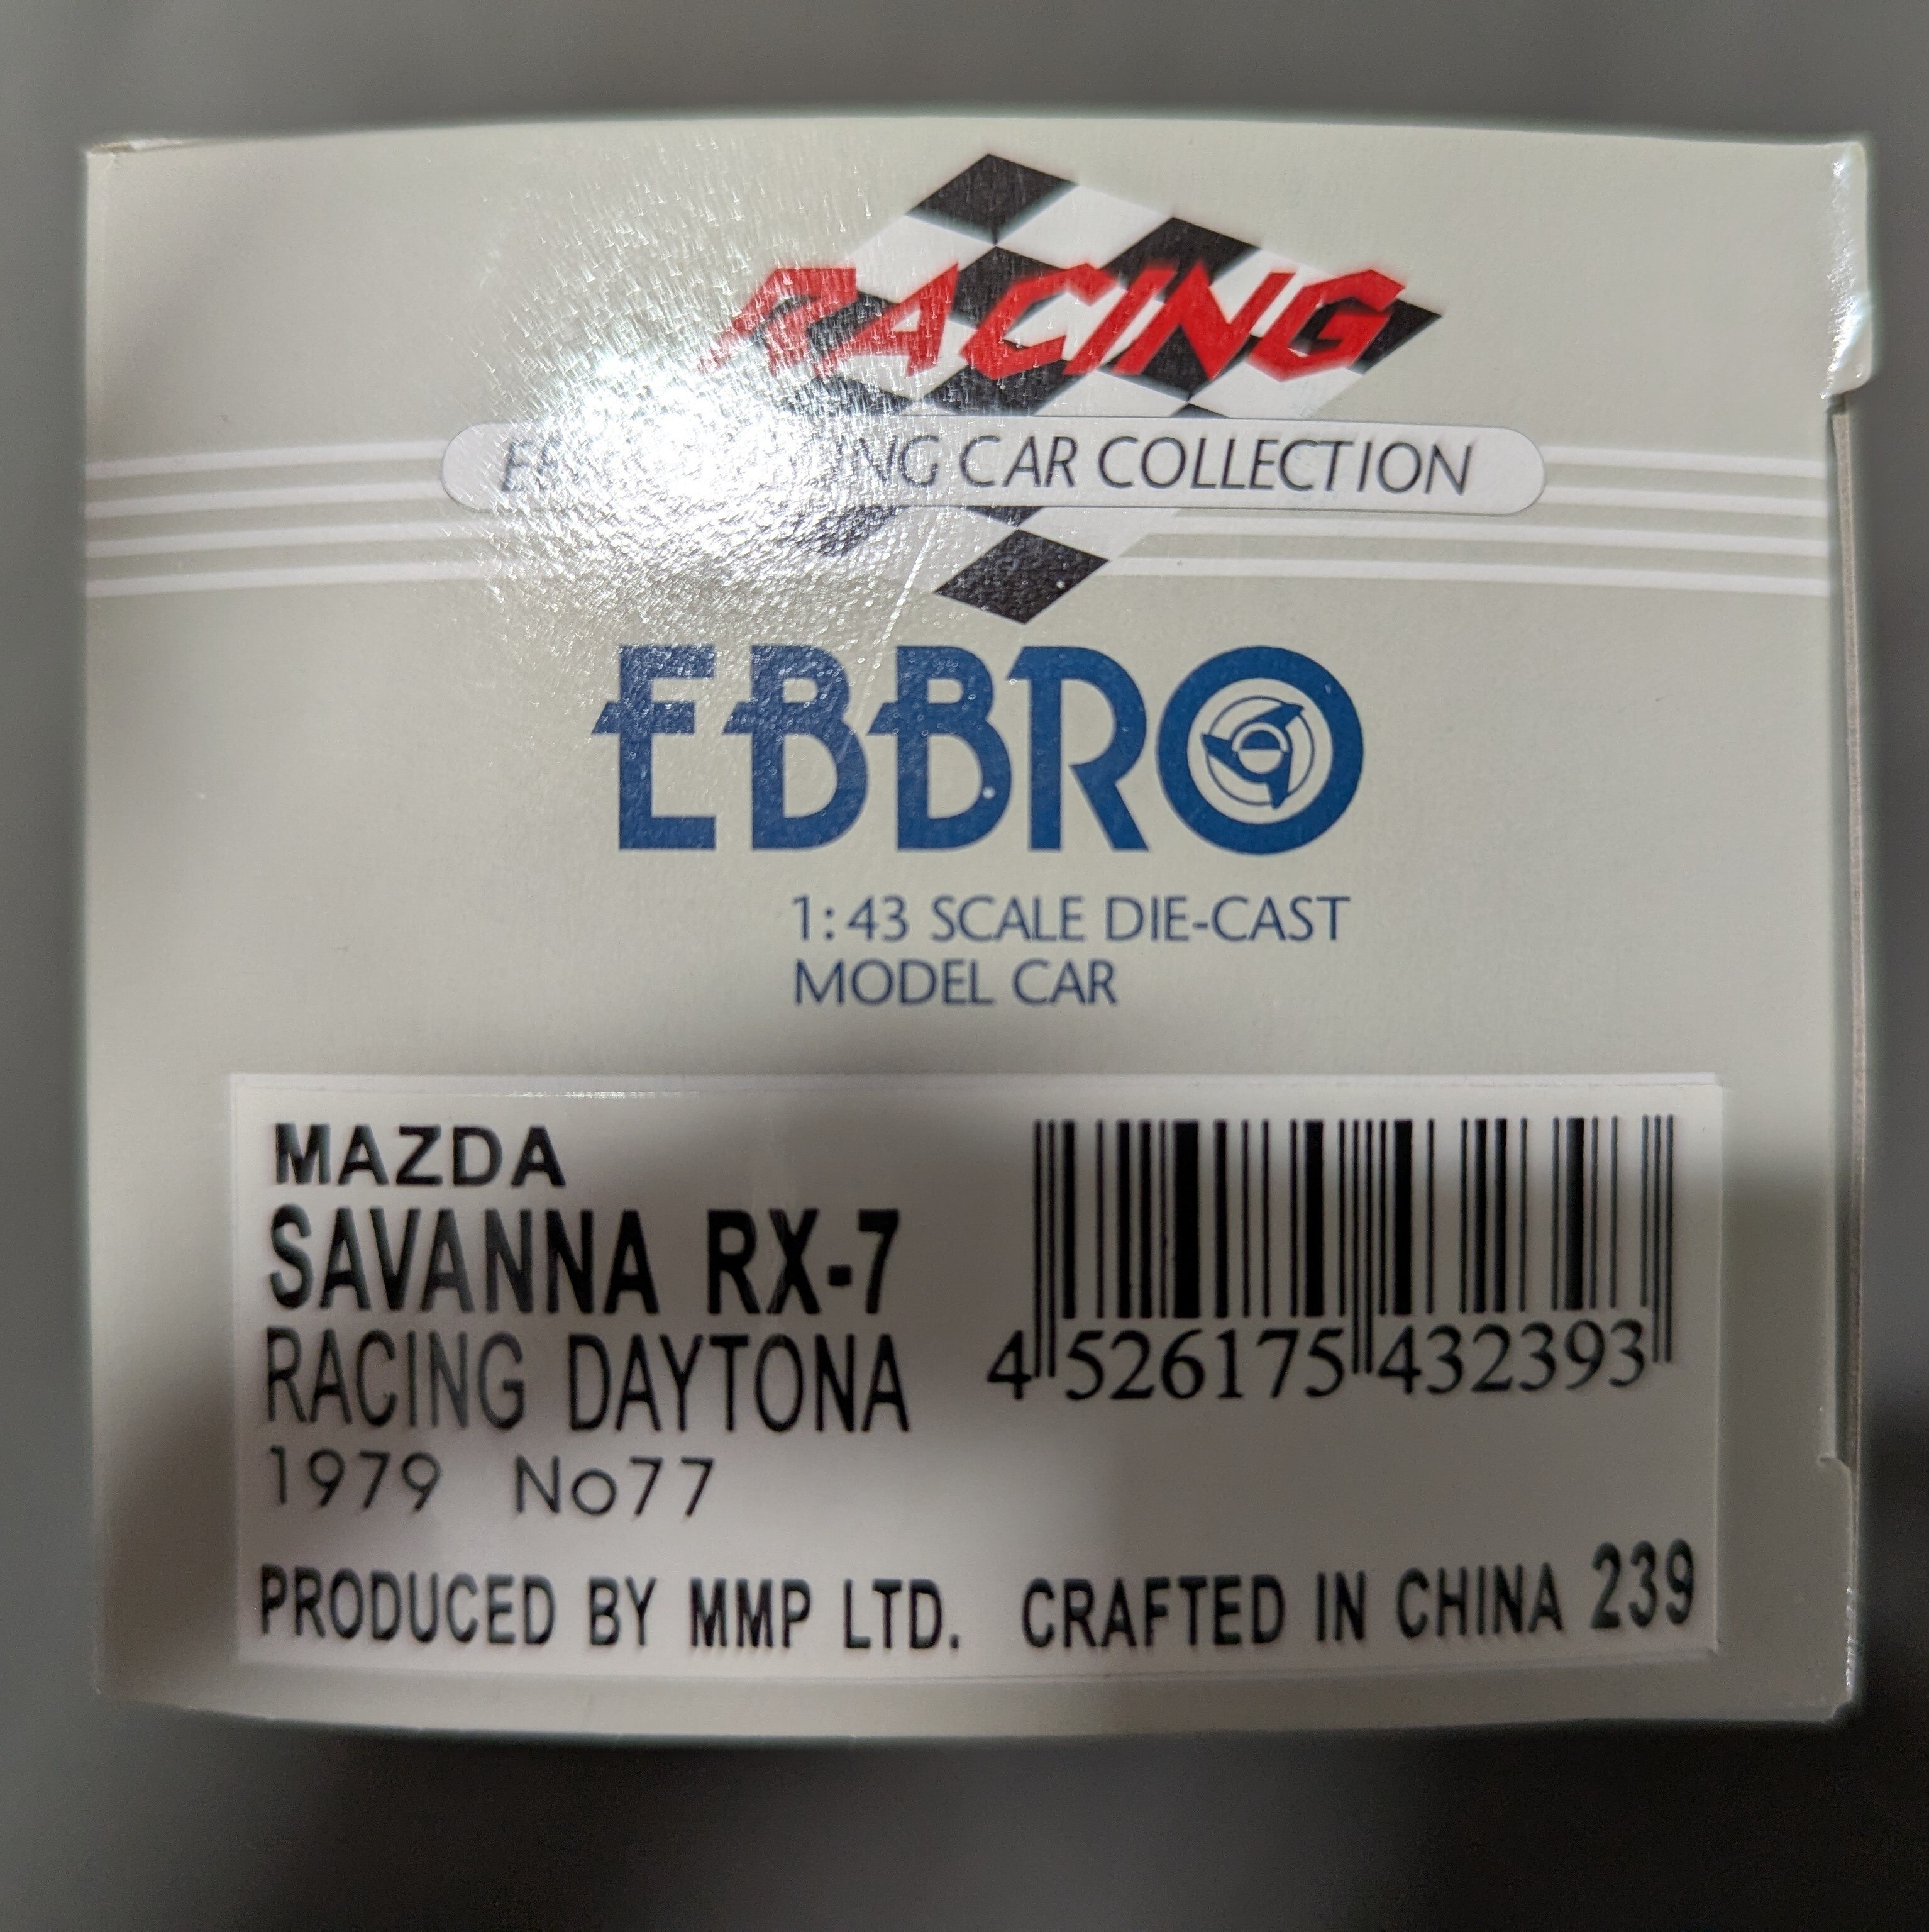 RACING
CAR COLLECTION
EBBRO
1:43 SCALE DIE-CAST
MODEL CAR
MAZDA
SAVANNA RX-7
RACING DAYTONA
1979 No77
4 526175 432393
PRODUCED BY MMP LTD. CRAFTED IN CHINA 239